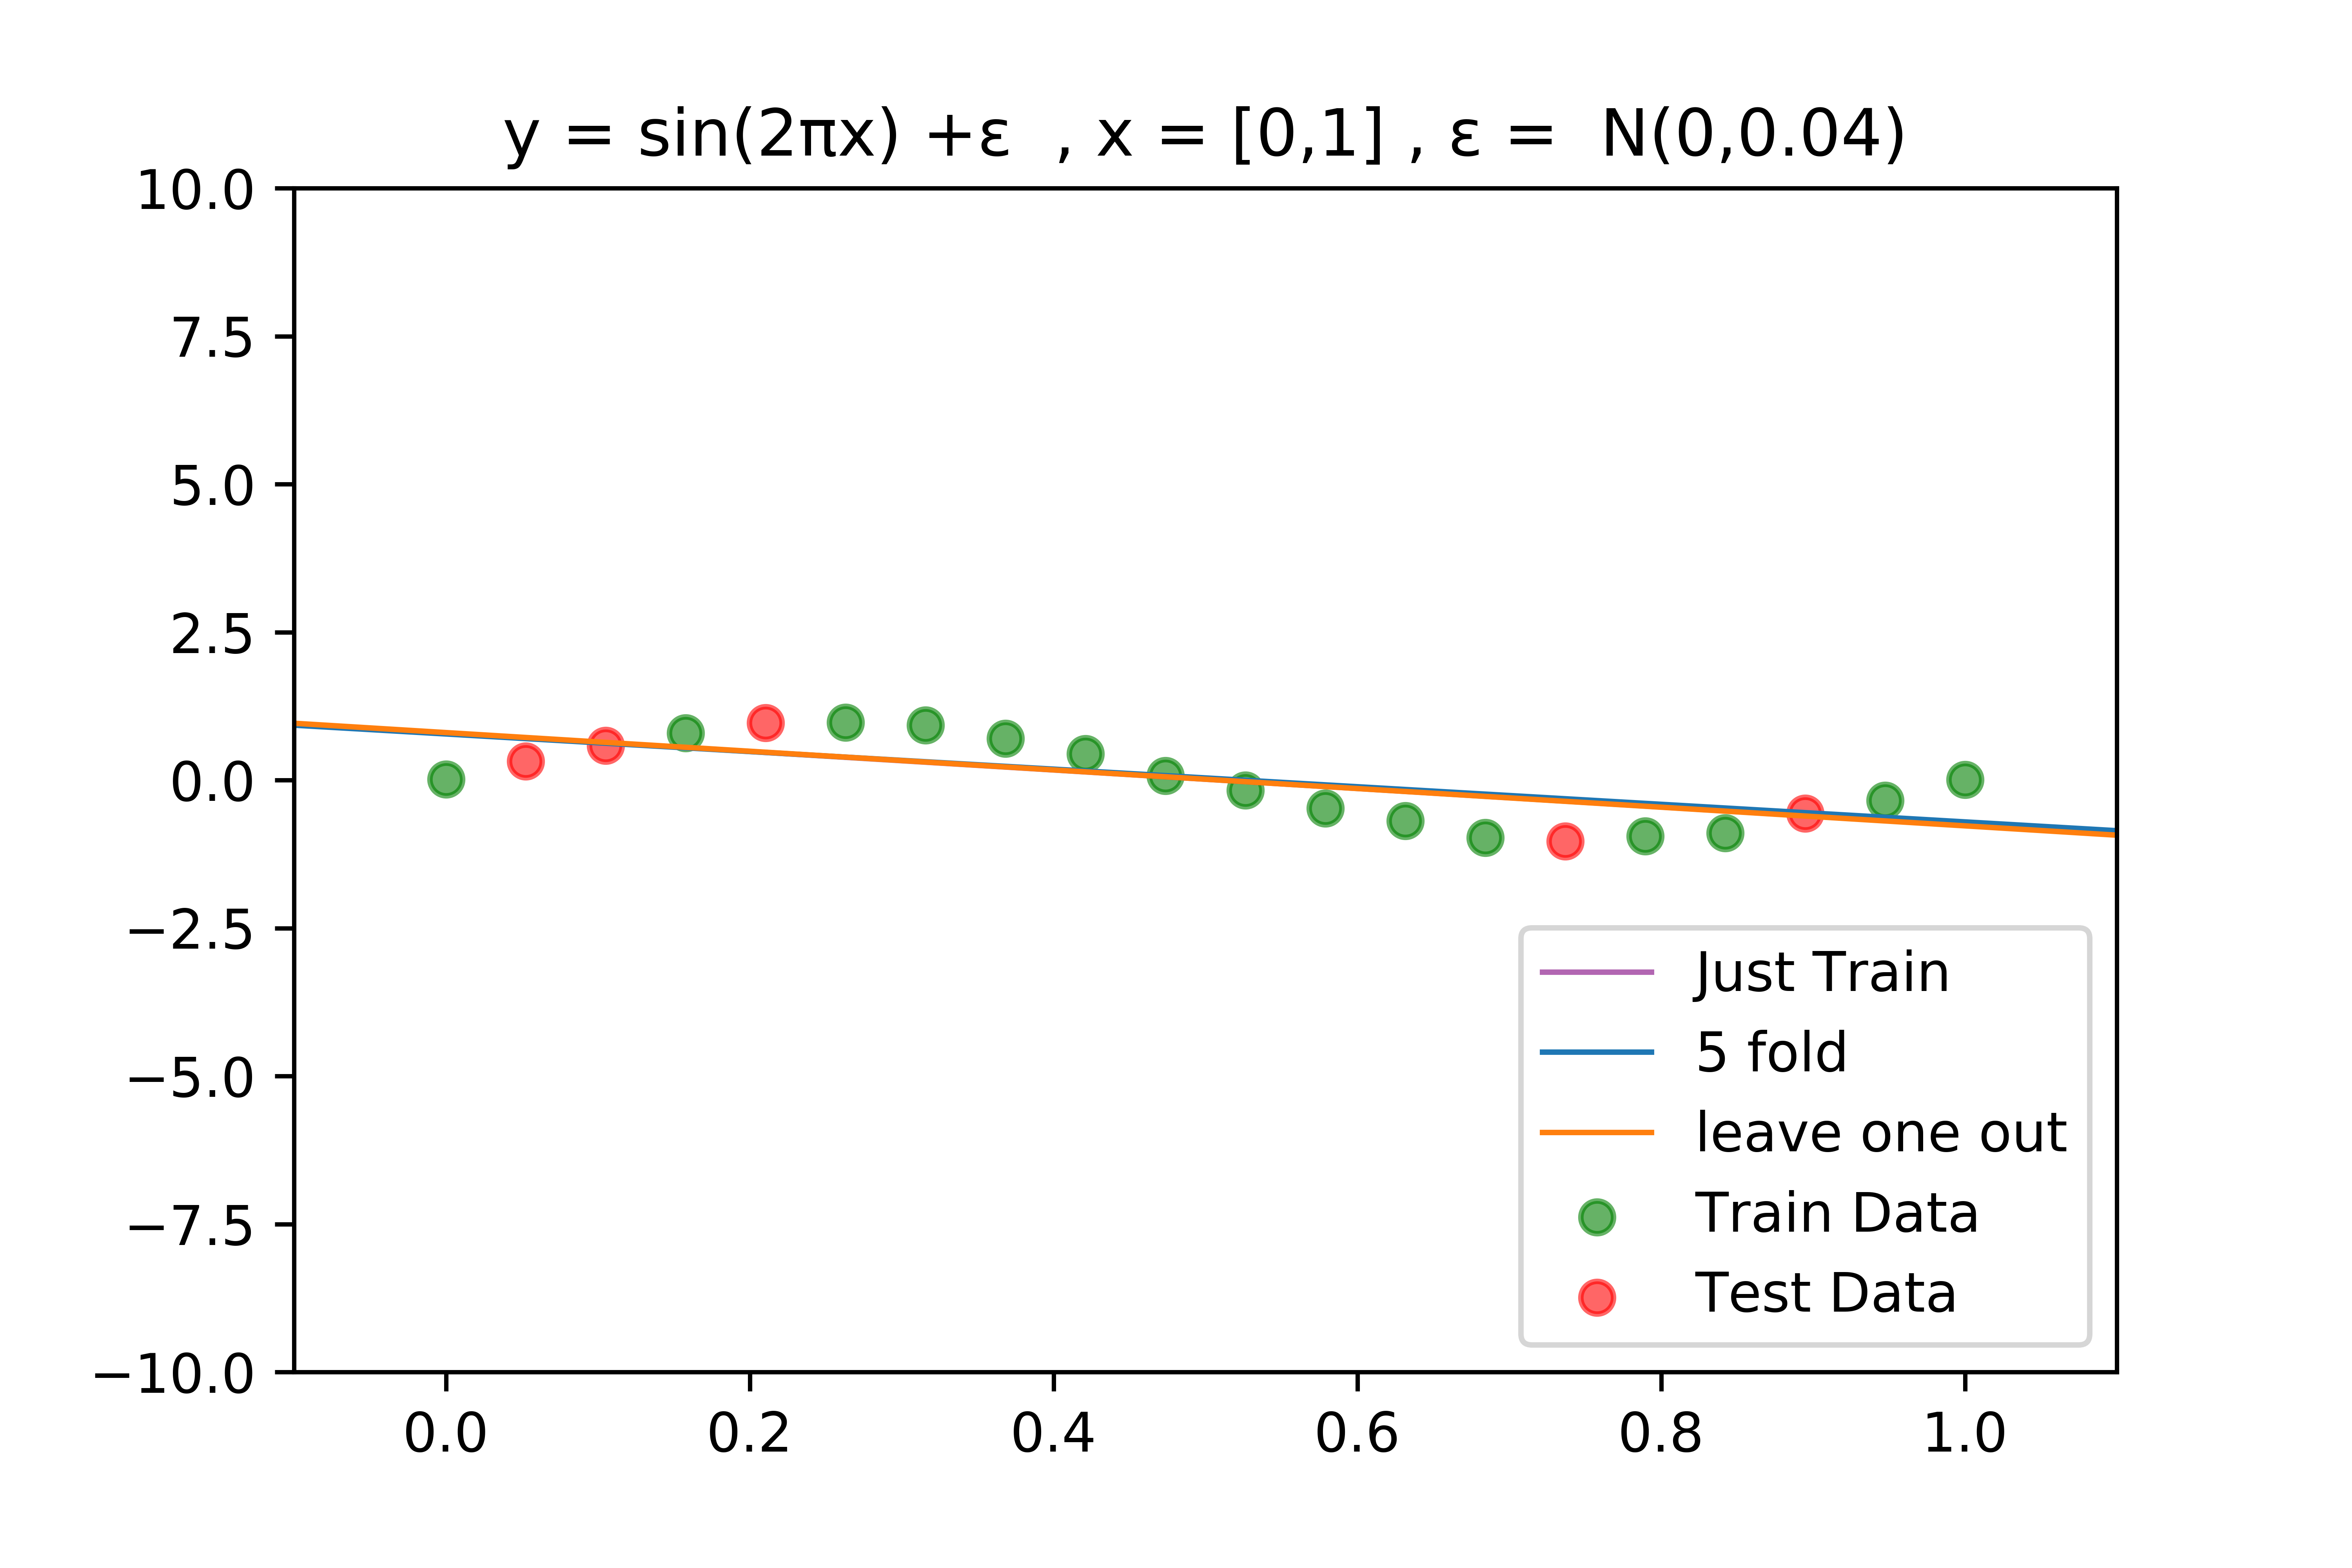 y = sin(2πx) +ε , x = [0,1] , ε = N(0,0.04)
10.0
7.5
5.0
2.5
0.0
−2.5
−5.0
−7.5
−10.0
Just Train
5 fold
leave one out
Train Data
Test Data
0.0 0.2 0.4 0.6 0.8 1.0